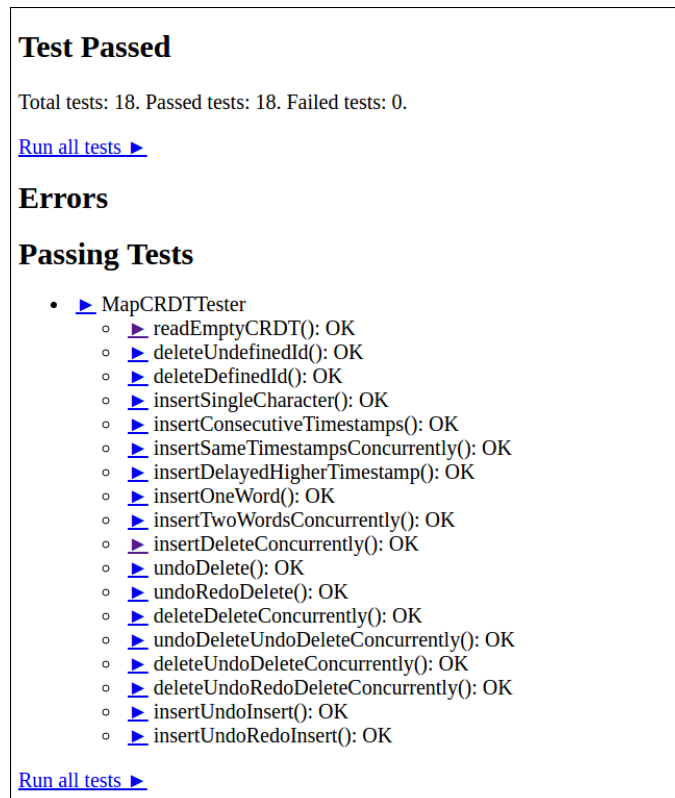 Test Passed
Total tests: 18. Passed tests: 18. Failed tests: 0.
Run all tests ►
Errors
Passing Tests
• ► MapCRDTTester
◦ ► readEmptyCRDT(): OK
◦ ► deleteUndefinedId(): OK
◦ ► deleteDefinedId(): OK
◦ ► insertSingleCharacter(): OK
◦ ► insertConsecutiveTimestamps(): OK
◦ ► insertSameTimestampsConcurrently(): OK
◦ ► insertDelayedHigherTimestamp(): OK
◦ ► insertOneWord(): OK
◦ ► insertTwoWordsConcurrently(): OK
◦ ► insertDeleteConcurrently(): OK
◦ ► undoDelete(): OK
◦ ► undoRedoDelete(): OK
◦ ► deleteDeleteConcurrently(): OK
◦ ► undoDeleteUndoDeleteConcurrently(): OK
◦ ► deleteUndoDeleteConcurrently(): OK
◦ ► deleteUndoRedoDeleteConcurrently(): OK
◦ ► insertUndoInsert(): OK
◦ ► insertUndoRedoInsert(): OK
Run all tests ►